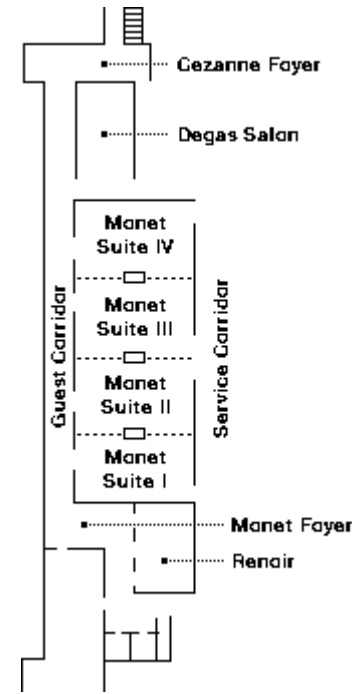 Cezanne Foyer
Degas Salon
Manet
Suite IV
Manet
Suite III
Manet
Suite II
Manet
Suite I
Guest Corridor
Service Corridor
Manet Foyer
Renoir